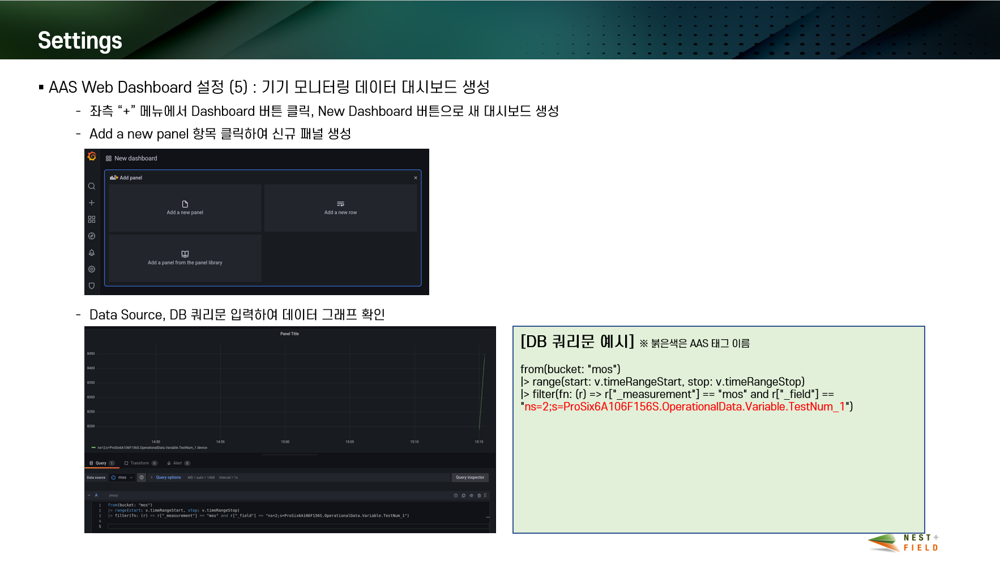 Settings
▪ AAS Web Dashboard 설정 (5) : 기기 모니터링 데이터 대시보드 생성
- 좌측 “+” 메뉴에서 Dashboard 버튼 클릭, New Dashboard 버튼으로 새 대시보드 생성
- Add a new panel 항목 클릭하여 신규 패널 생성
New dashboard
Add panel
Add a new panel
Add a new row
Add a panel from the panel library
- Data Source, DB 쿼리문 입력하여 데이터 그래프 확인
Panel Title
8450
8400
8350
8300
8250
8200
14:50 14:55 15:00 15:05 15:10 15:15
ns=2;s=ProSix6A106F156S.OperationalData.Variable.TestNum_1 device
Query 1 Transform 0 Alert 0
Data source mos Query options MD = auto = 1468 Interval = 1s Query inspector
A (mos)
1 from(bucket: "mos")
2 |> range(start: v.timeRangeStart, stop: v.timeRangeStop)
3 |> filter(fn: (r) => r["_measurement"] == "mos" and r["_field"] == "ns=2;s=ProSix6A106F156S.OperationalData.Variable.TestNum_1")
4
5
[DB 쿼리문 예시] ※ 붉은색은 AAS 태그 이름
from(bucket: "mos")
|> range(start: v.timeRangeStart, stop: v.timeRangeStop)
|> filter(fn: (r) => r["_measurement"] == "mos" and r["_field"] ==
"ns=2;s=ProSix6A106F156S.OperationalData.Variable.TestNum_1")
NEST+
FIELD